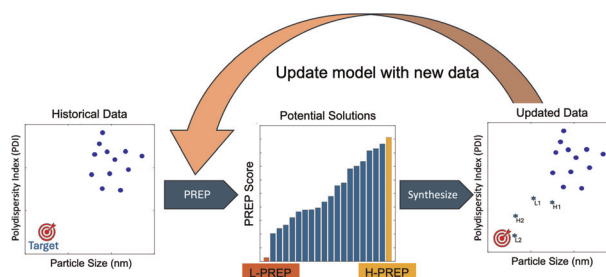 Update model with new data
Historical Data
Polydispersity Index (PDI)
Target
Particle Size (nm)
PREP
Potential Solutions
PREP Score
L-PREP
H-PREP
Synthesize
Updated Data
Polydispersity Index (PDI)
*L1
*H1
*H2
*L2
Particle Size (nm)